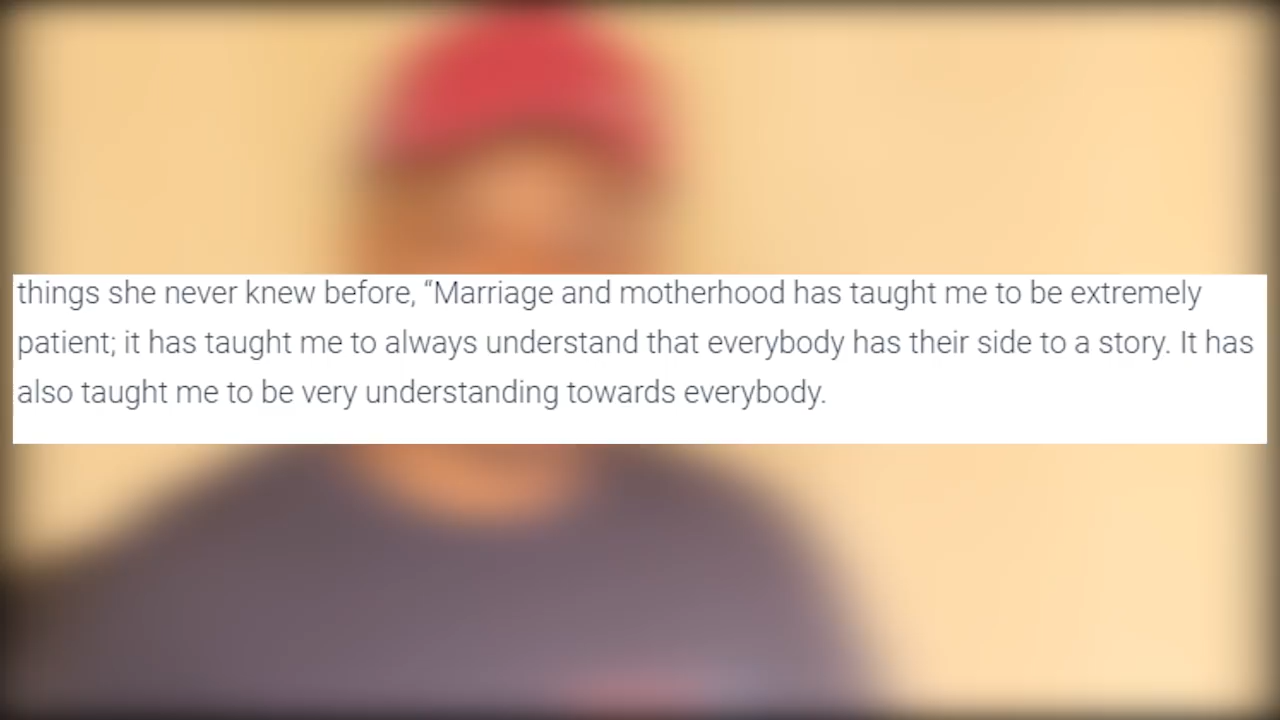 things she never knew before, “Marriage and motherhood has taught me to be extremely
patient; it has taught me to always understand that everybody has their side to a story. It has
also taught me to be very understanding towards everybody.